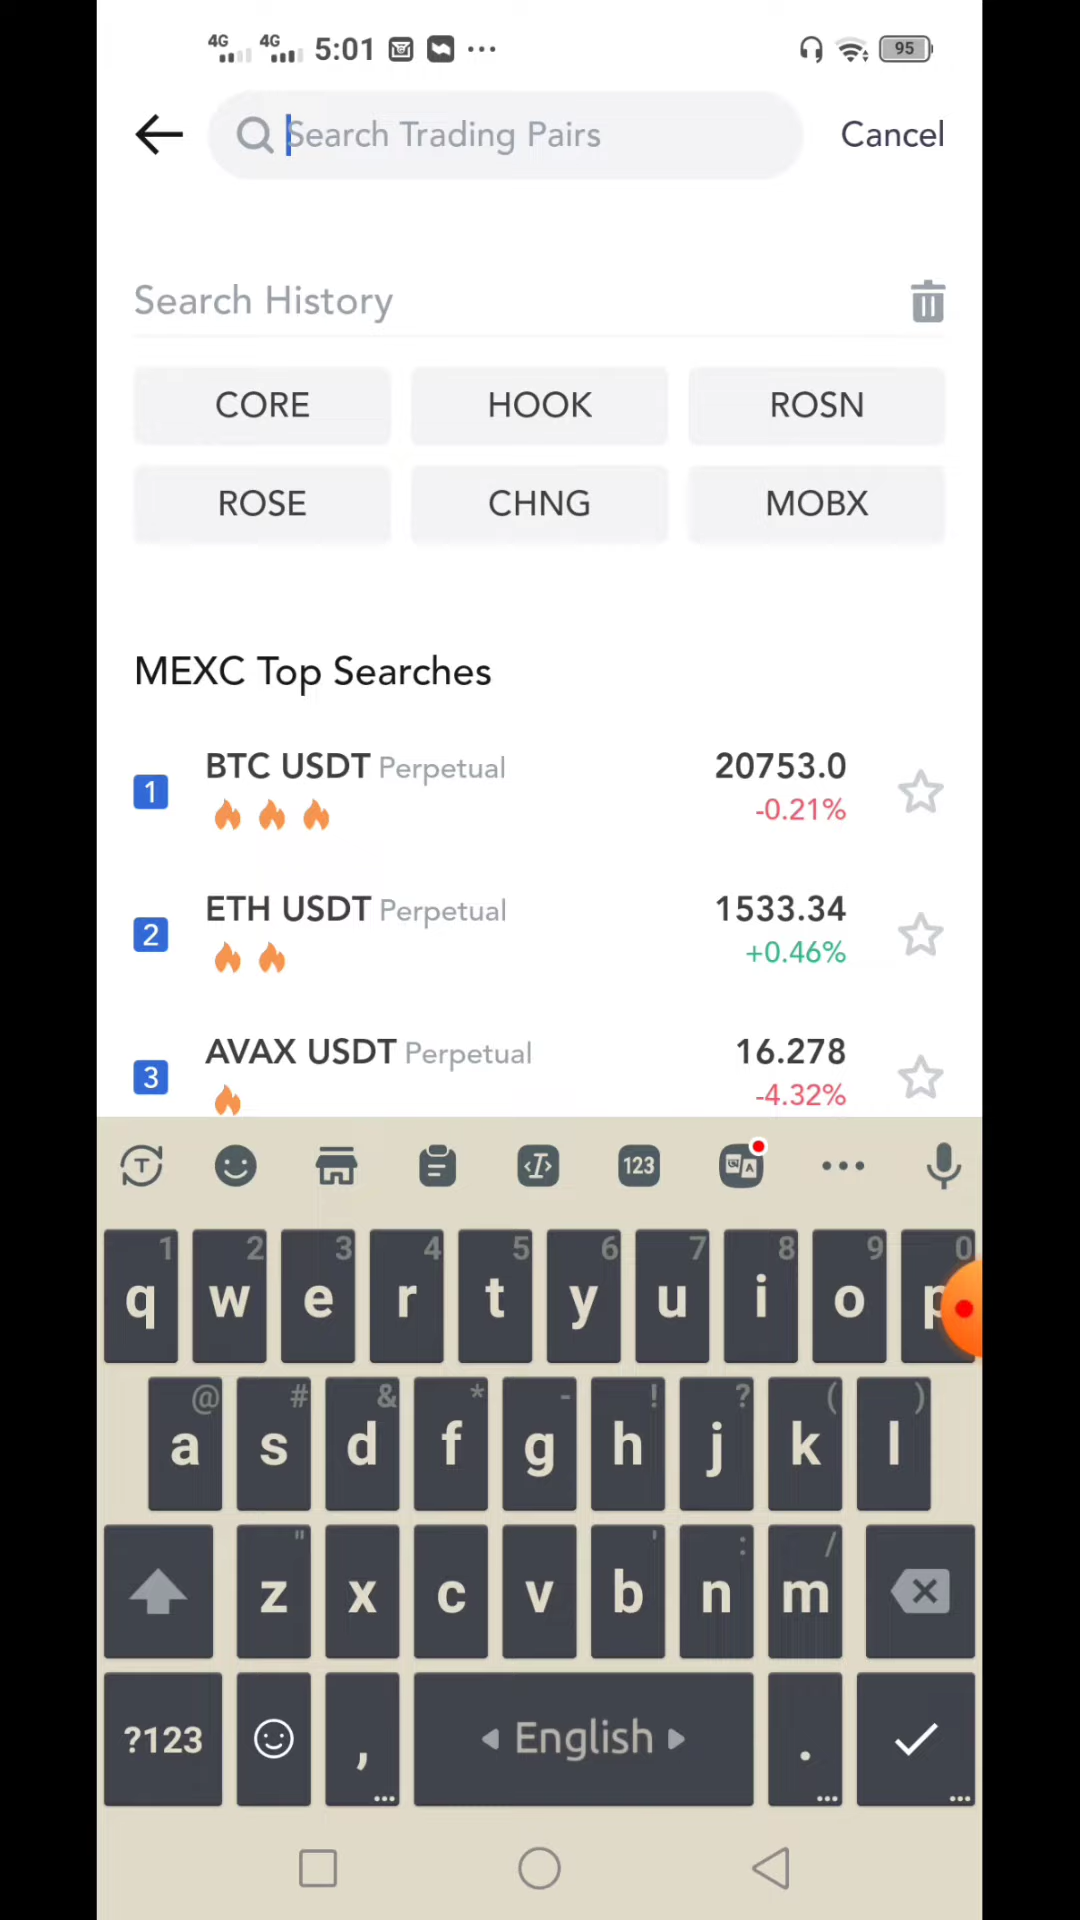 4G 4G 5:01 95
Search Trading Pairs Cancel
Search History
CORE HOOK ROSN
ROSE CHNG MOBX
MEXC Top Searches
1 BTC USDT Perpetual 20753.0
-0.21%
2 ETH USDT Perpetual 1533.34
+0.46%
3 AVAX USDT Perpetual 16.278
-4.32%
T 123 A
1 2 3 4 5 6 7 8 9 0
q w e r t y u i o p
@ # & * - ! ? ( )
a s d f g h j k l
" ' : /
z x c v b n m
?123 , English .